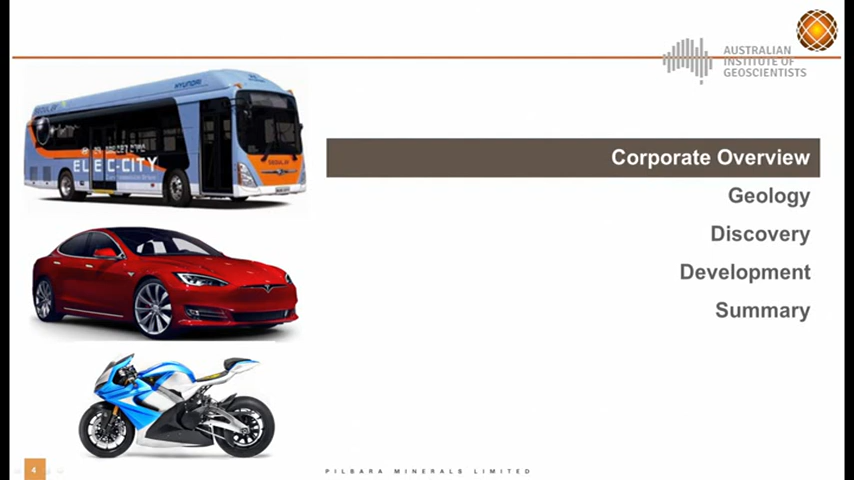 AUSTRALIAN
INSTITUTE OF
GEOSCIENTISTS
HYUNDAI
ELEC-CITY
Corporate Overview
Geology
Discovery
Development
Summary
4
PILBARA MINERALS LIMITED